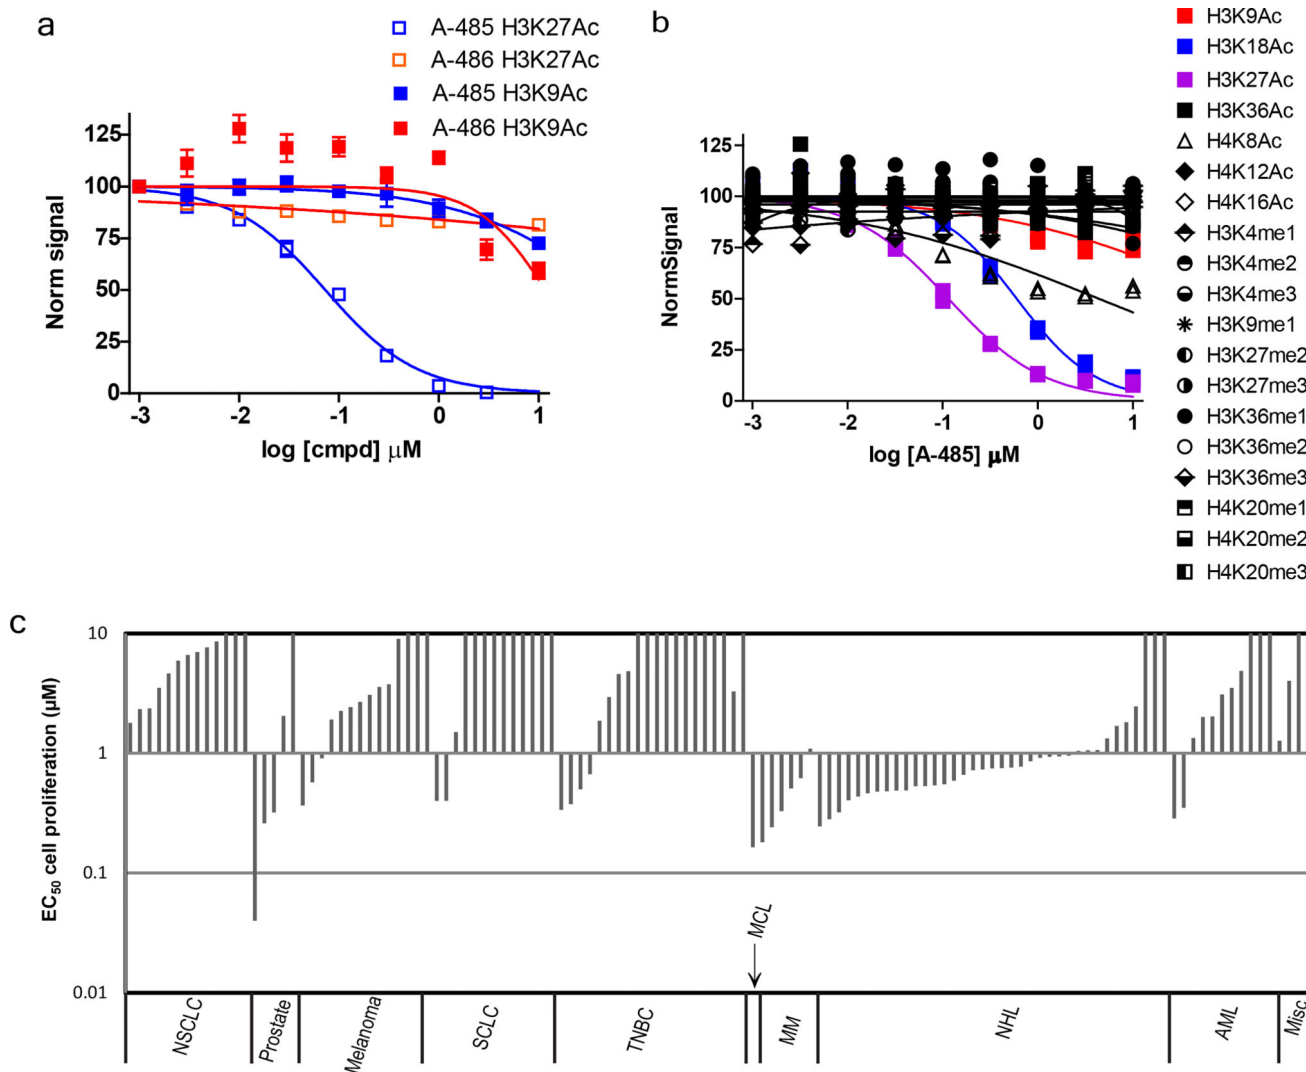 a
A-485 H3K27Ac
A-486 H3K27Ac
A-485 H3K9Ac
A-486 H3K9Ac
Norm signal
125
100
75
50
25
0
-3
-2
-1
0
1
log [cmpd] μM
b
H3K9Ac
H3K18Ac
H3K27Ac
H3K36Ac
H4K8Ac
H4K12Ac
H4K16Ac
H3K4me1
H3K4me2
H3K4me3
H3K9me1
H3K27me2
H3K27me3
H3K36me1
H3K36me2
H3K36me3
H4K20me1
H4K20me2
H4K20me3
NormSignal
125
100
75
50
25
0
-3
-2
-1
0
1
log [A-485] μM
c
EC50 cell proliferation (μM)
10
1
0.1
0.01
MCL
NSCLC
Prostate
Melanoma
SCLC
TNBC
MM
NHL
AML
Misc